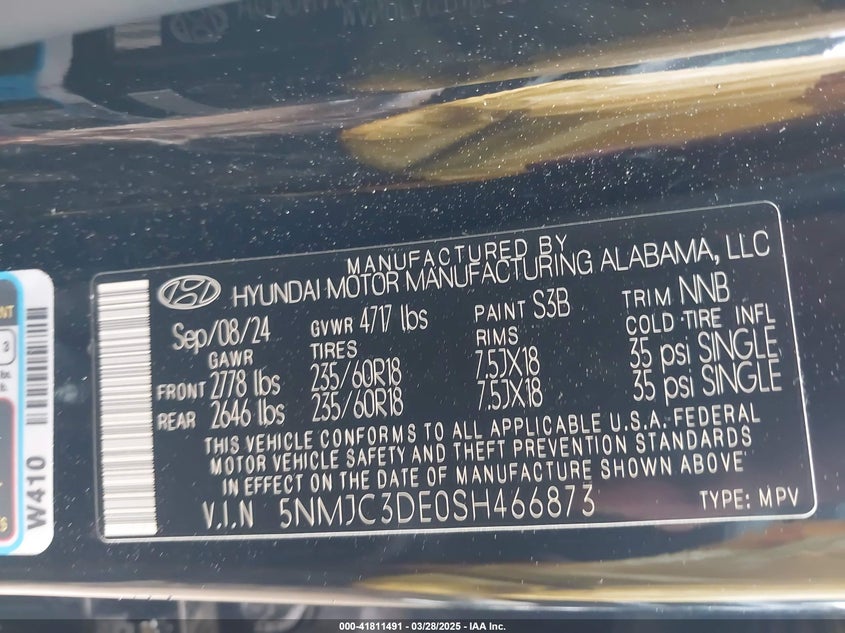 MANUFACTURED BY
HYUNDAI MOTOR MANUFACTURING ALABAMA, LLC
Sep/08/24 GVWR 4717 lbs PAINT S3B TRIM NNB
GAWR TIRES RIMS COLD TIRE INFL
FRONT 2778 lbs 235/60R18 7.5JX18 35 psi SINGLE
REAR 2646 lbs 235/60R18 7.5JX18 35 psi SINGLE
THIS VEHICLE CONFORMS TO ALL APPLICABLE U.S.A. FEDERAL
MOTOR VEHICLE SAFETY AND THEFT PREVENTION STANDARDS
IN EFFECT ON THE DATE OF MANUFACTURE SHOWN ABOVE.
V.I.N 5NMJC3DE0SH466873 TYPE: MPV
W410
3
000-41811491 - 03/28/2025 - IAA Inc.